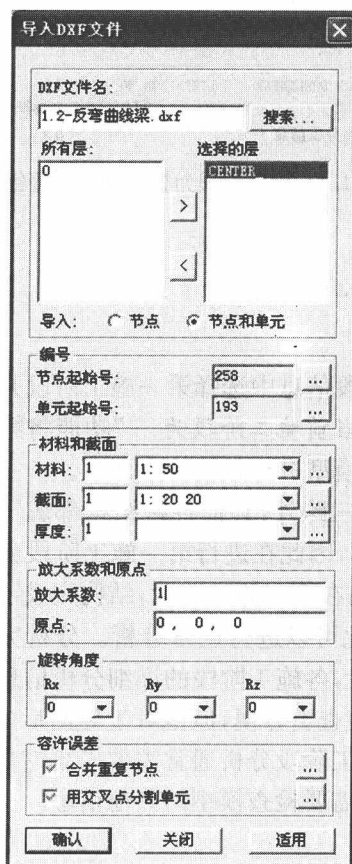 导入DXF文件
DXF文件名:
1.2-反弯曲线梁.dxf 搜索...
所有层: 选择的层
0 CENTER
>
<
导入: 节点 节点和单元
编号
节点起始号: 258 ...
单元起始号: 193 ...
材料和截面
材料: 1 1: 50 ...
截面: 1 1: 20 20 ...
厚度: 1 ...
放大系数和原点
放大系数: 1
原点: 0 , 0 , 0
旋转角度
Rx Ry Rz
0 0 0
容许误差
合并重复节点 ...
用交叉点分割单元 ...
确认 关闭 适用